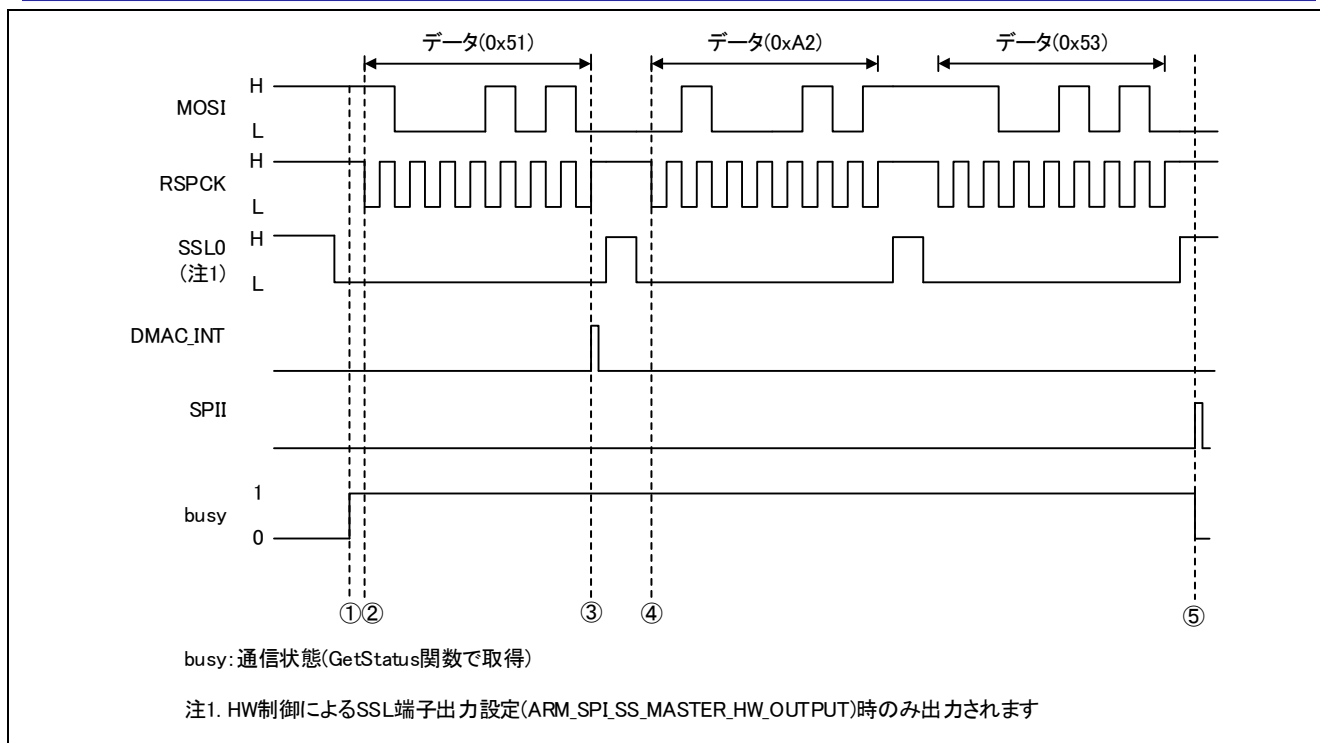 データ(0x51) データ(0xA2) データ(0x53)
H
MOSI
L
H
RSPCK
L
H
SSL0
(注1)
L
DMAC_INT
SPII
1
busy
0
①② ③ ④ ⑤
busy:通信状態(GetStatus関数で取得)
注1. HW制御によるSSL端子出力設定(ARM_SPI_SS_MASTER_HW_OUTPUT)時のみ出力されます